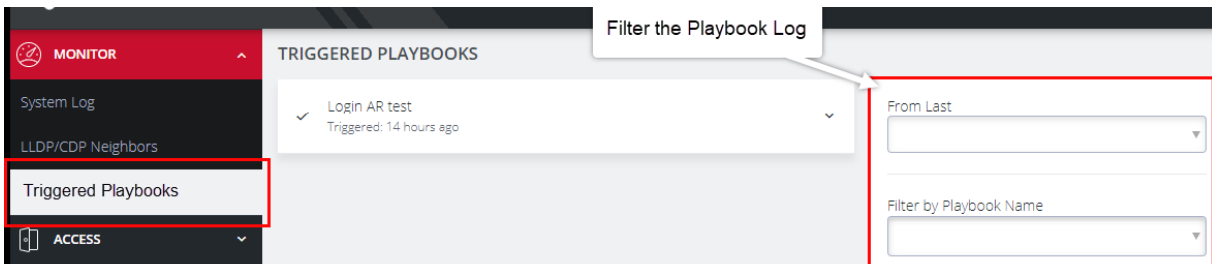 Filter the Playbook Log
MONITOR
TRIGGERED PLAYBOOKS
System Log
LLDP/CDP Neighbors
Triggered Playbooks
ACCESS
Login AR test
Triggered: 14 hours ago
From Last
Filter by Playbook Name